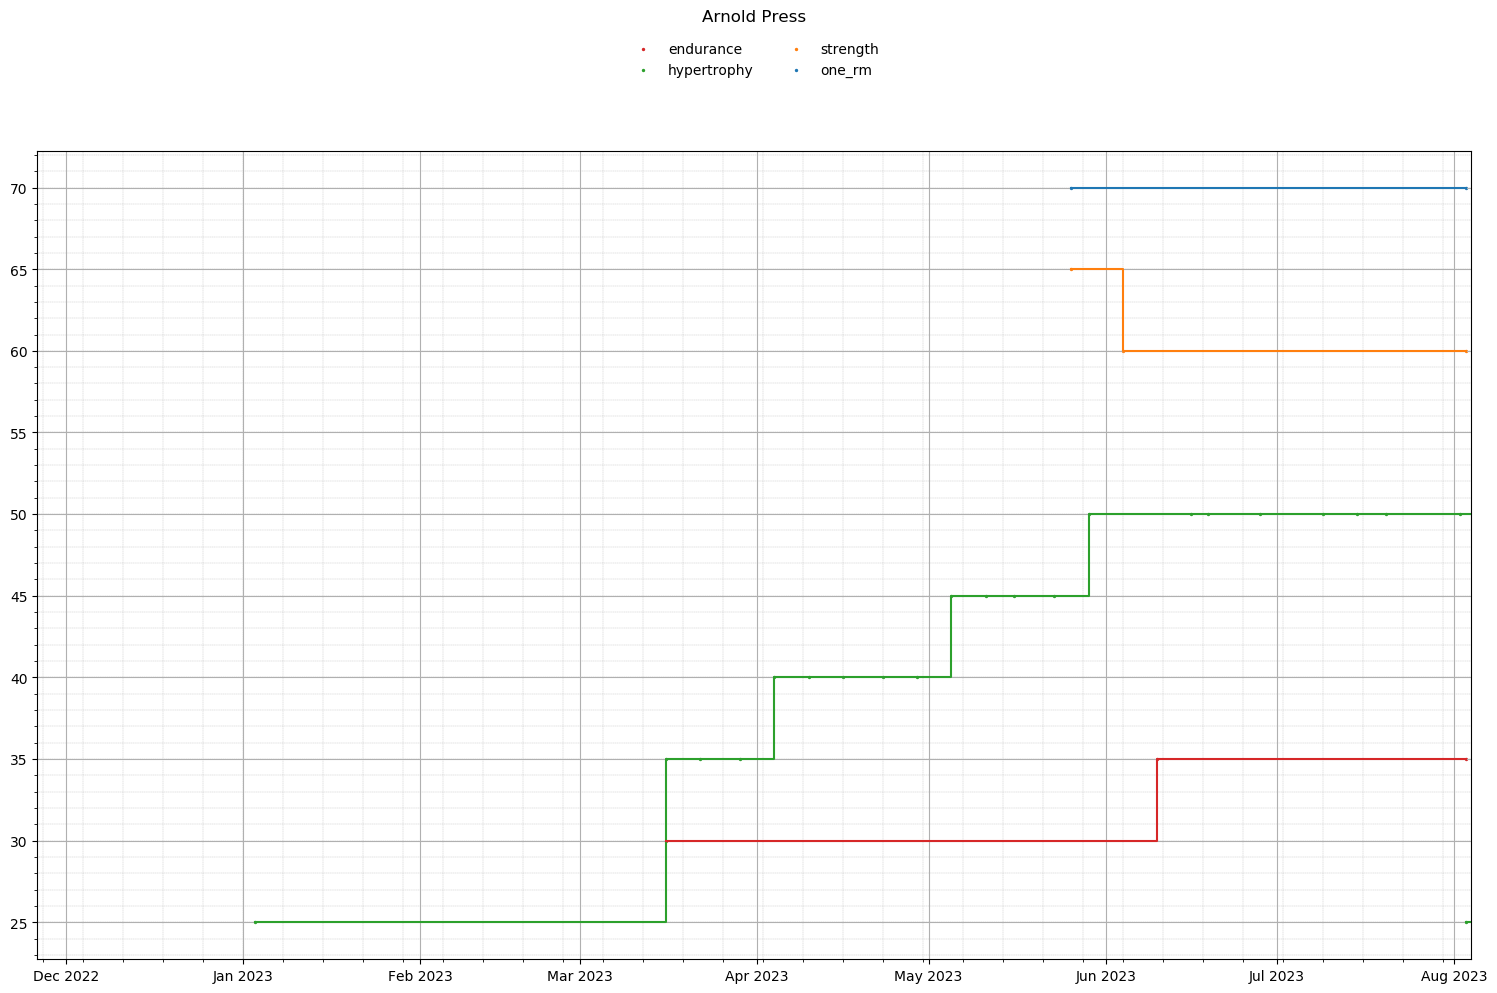 Arnold Press
endurance strength
hypertrophy one_rm
70
65
60
55
50
45
40
35
30
25
Dec 2022 Jan 2023 Feb 2023 Mar 2023 Apr 2023 May 2023 Jun 2023 Jul 2023 Aug 2023